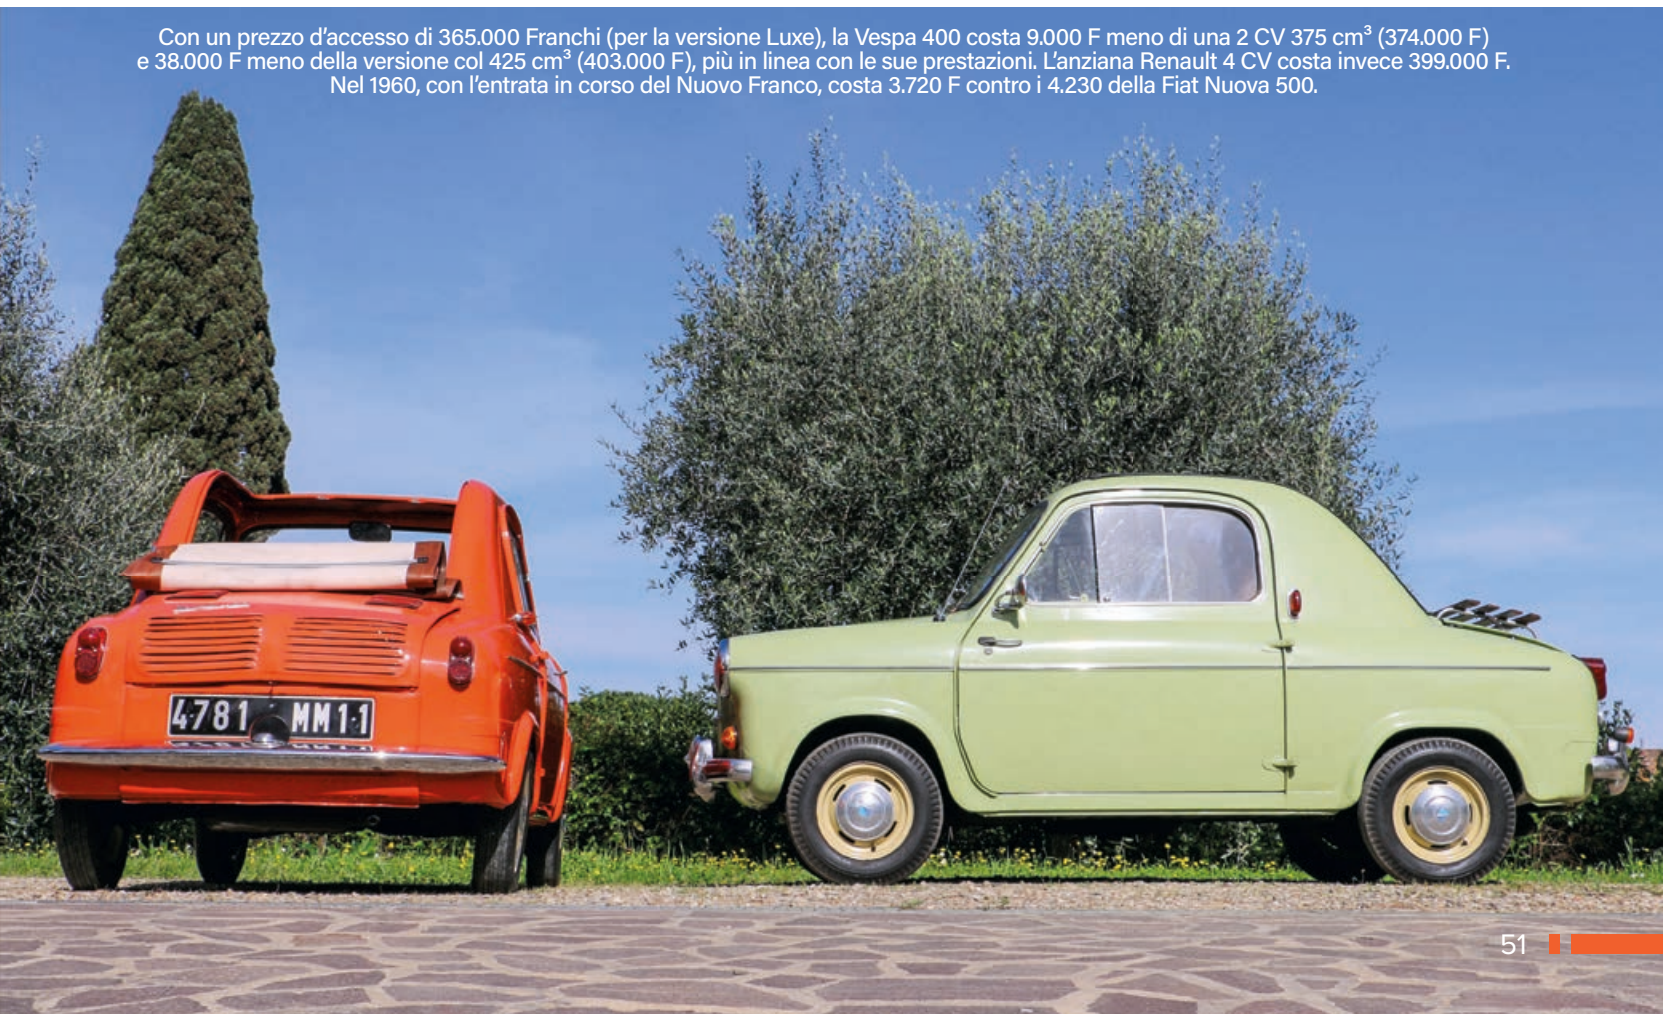 Con un prezzo d'accesso di 365.000 Franchi (per la versione Luxe), la Vespa 400 costa 9.000 F meno di una 2 CV 375 cm³ (374.000 F)
e 38.000 F meno della versione col 425 cm³ (403.000 F), più in linea con le sue prestazioni. L'anziana Renault 4 CV costa invece 399.000 F.
Nel 1960, con l'entrata in corso del Nuovo Franco, costa 3.720 F contro i 4.230 della Fiat Nuova 500.
4781 MM11
51